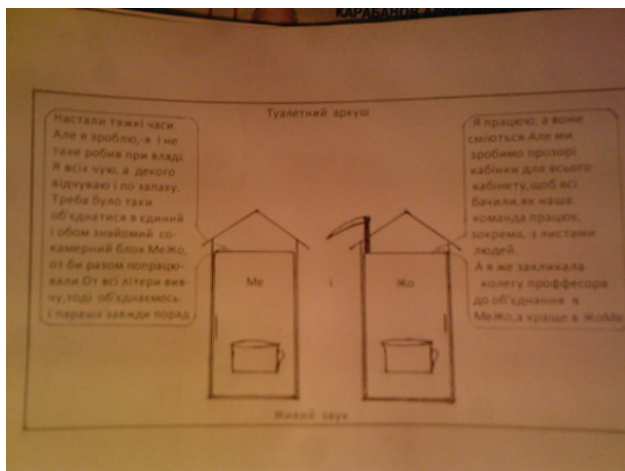 КАРАБАНОВ
Туалетний аркуш
Настали тяжкі часи.
Але я зроблю,-я і не
таке робив при владі.
Я всіх чую, а декого
відчуваю і по запаху.
Треба було таки
об'єднатися в єдиний
і обом знайомий со-
камерний блок МеЖо,
от би разом попрацю-
вали.От всі літери вив-
чу,тоді об'єднаємось.
І параша завжди поряд
Я працюю, а вони
сміються.Але ми
зробимо прозорі
кабінки для всього
кабінету,щоб всі
бачили,як наша
команда працює,
зокрема,-з листами
людей.
А я же закликала
колегу проффесора
до об'єднання в
МеЖо,а краще в ЖоМе
Ме і Жо
Живий звук